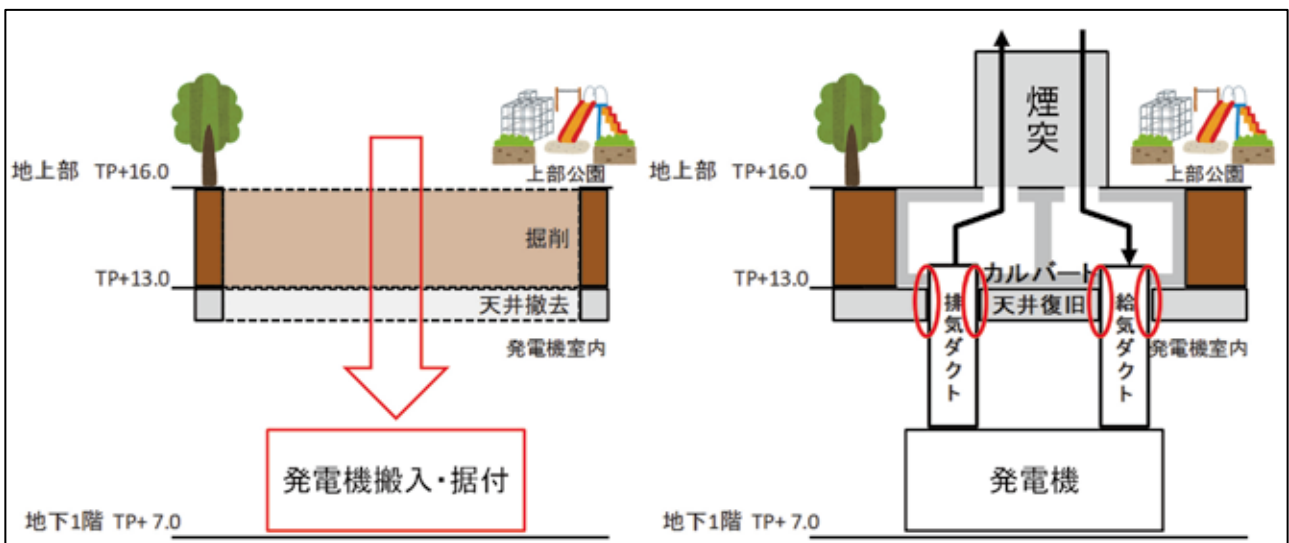 地上部 TP+16.0
上部公園
掘削
TP+13.0
天井撤去
発電機室内
発電機搬入・据付
地下1階 TP+ 7.0
煙突
地上部 TP+16.0
上部公園
TP+13.0
カルバート
天井復旧
排気ダクト
給気ダクト
発電機室内
発電機
地下1階 TP+ 7.0